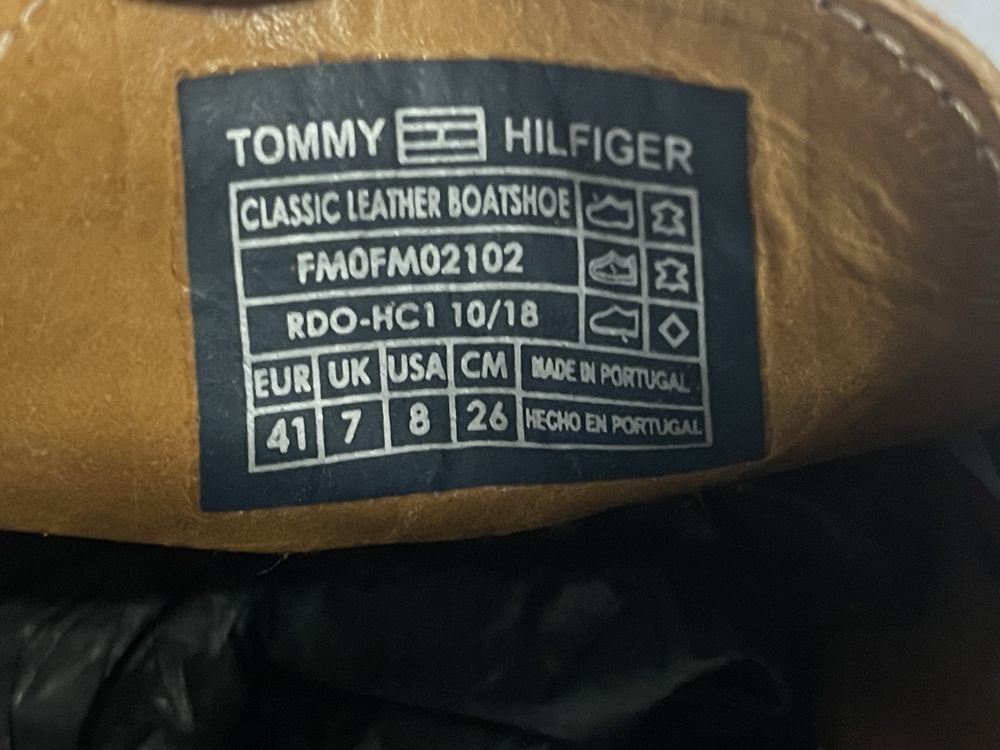 TOMMY HILFIGER
CLASSIC LEATHER BOATSHOE
FM0FM02102
RDO-HC1 10/18
EUR UK USA CM MADE IN PORTUGAL
41 7 8 26 HECHO EN PORTUGAL